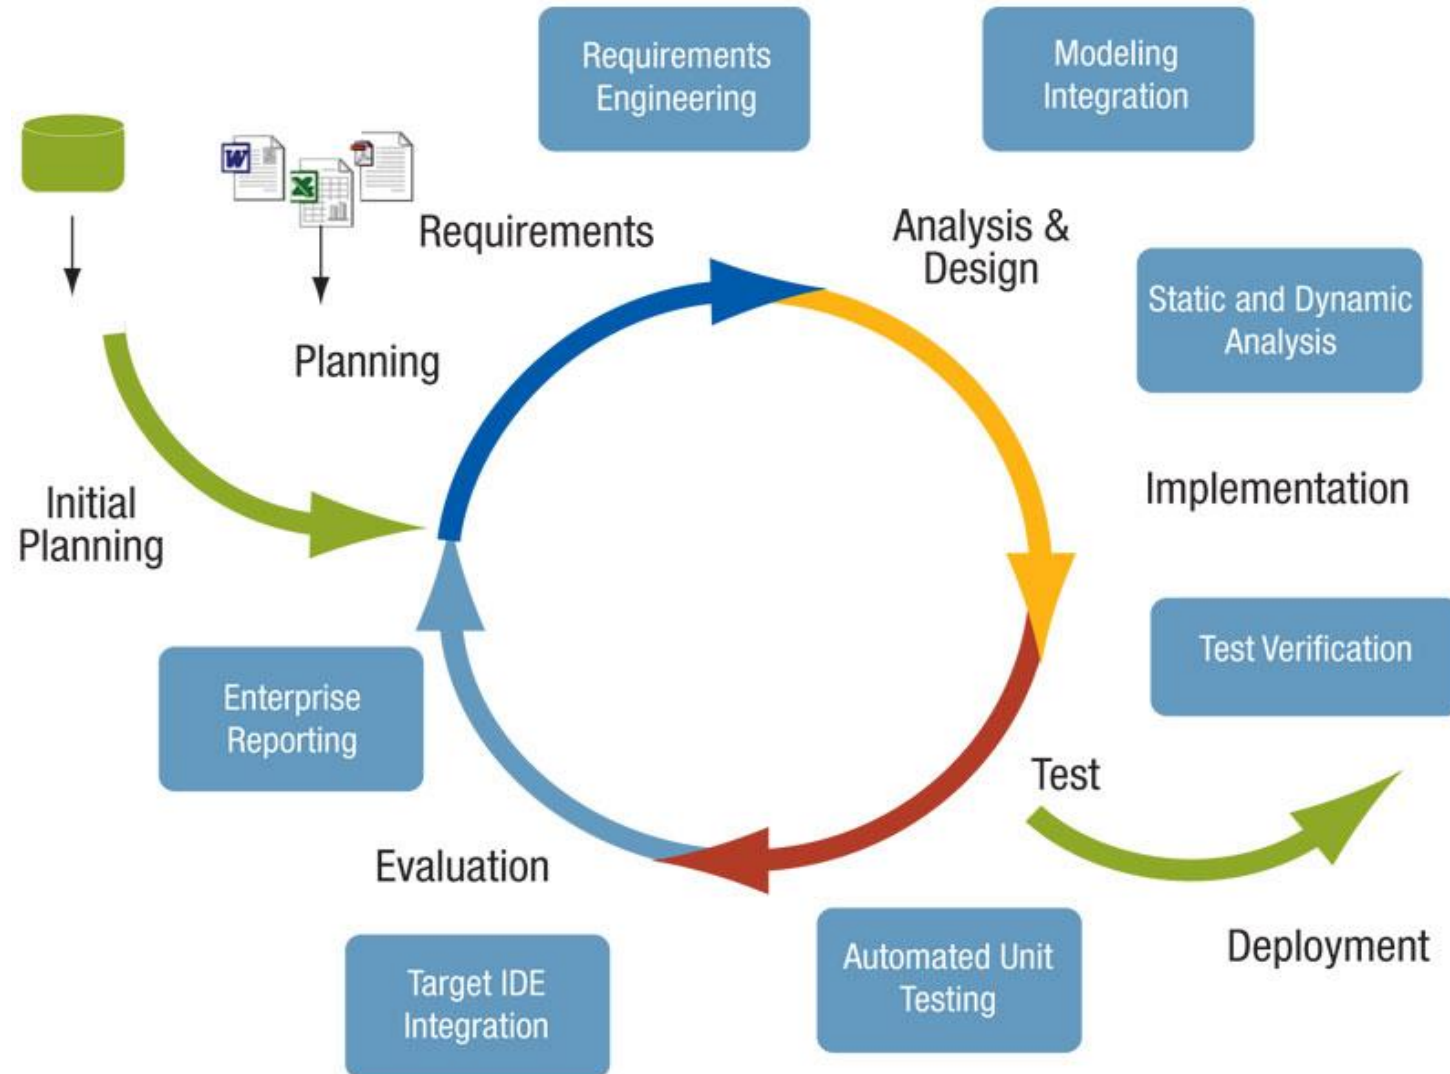 Requirements
Engineering
Modeling
Integration
W
X
Requirements
Analysis &
Design
Static and Dynamic
Analysis
Planning
Initial
Planning
Implementation
Test Verification
Enterprise
Reporting
Test
Evaluation
Automated Unit
Testing
Deployment
Target IDE
Integration